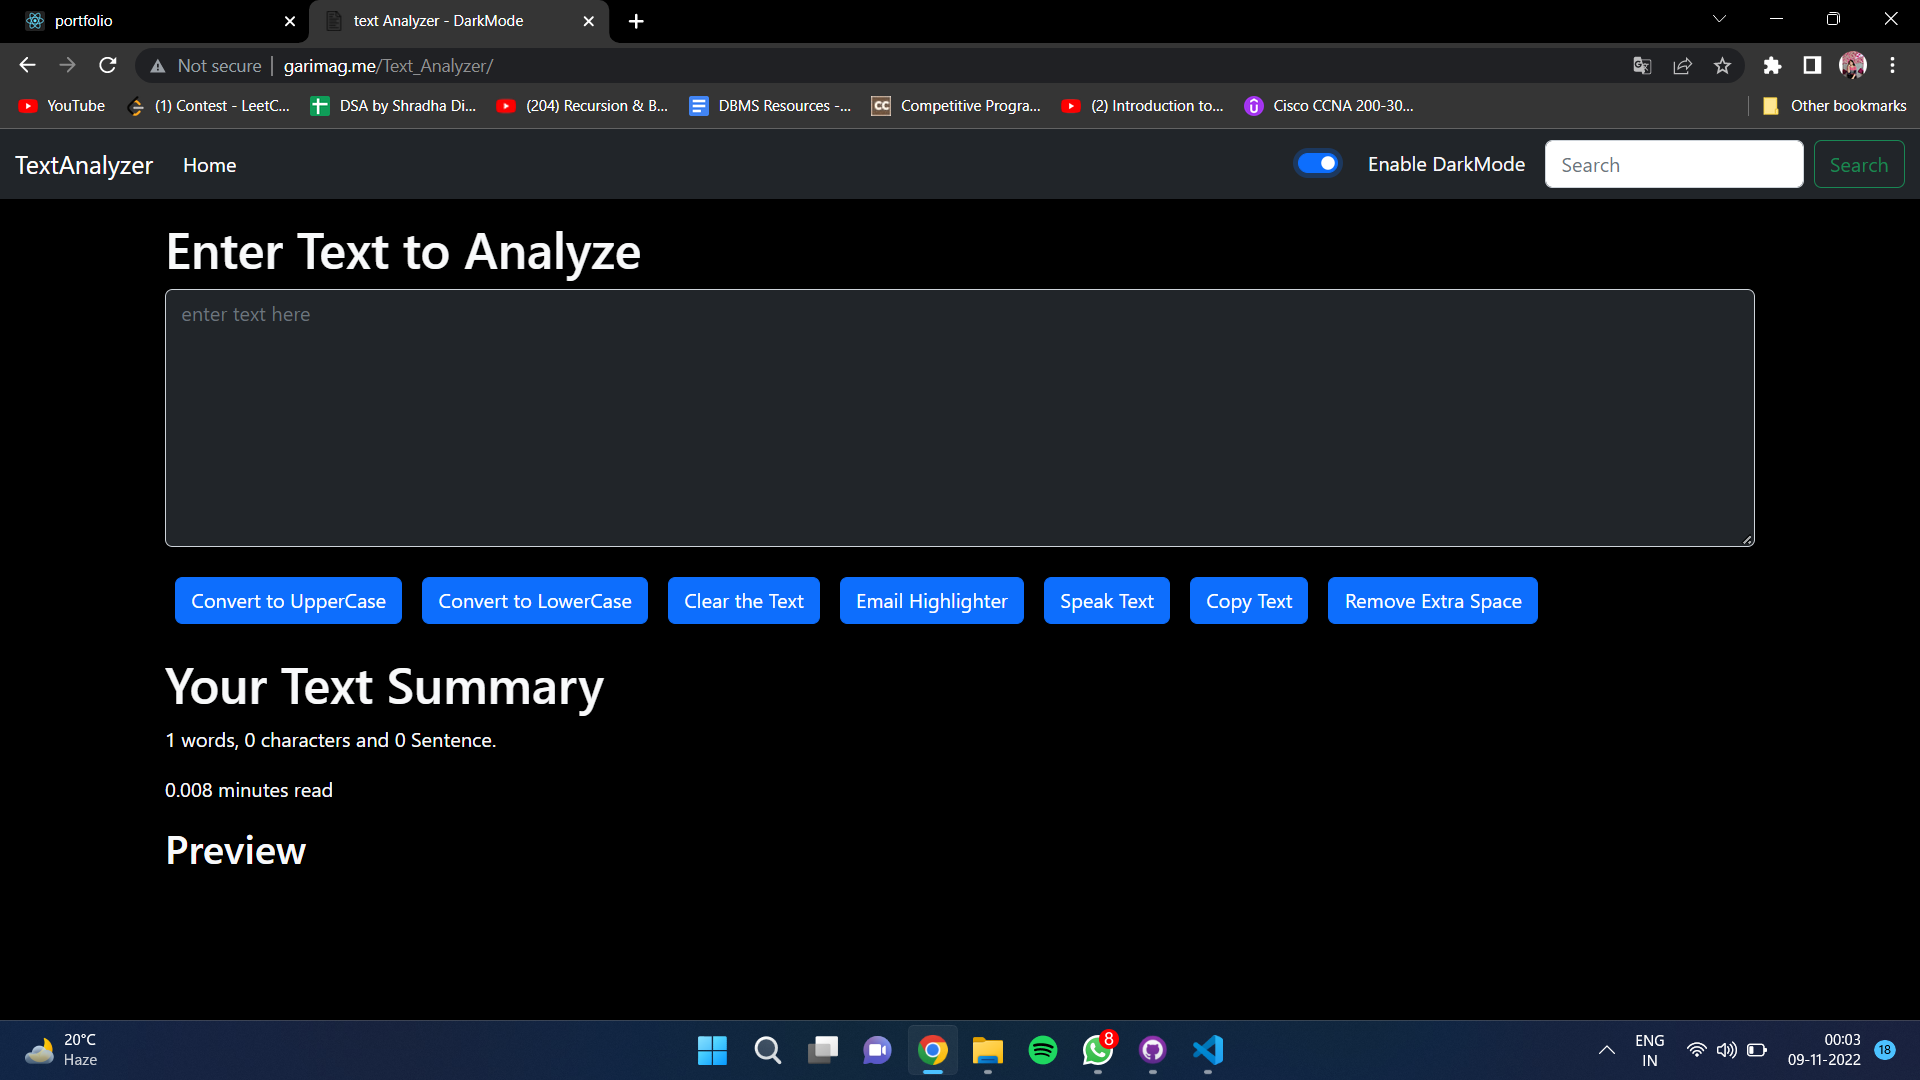 portfolio
text Analyzer - DarkMode
Not secure
garimag.me/Text_Analyzer/
YouTube
(1) Contest - LeetC...
DSA by Shradha Di...
(204) Recursion & B...
DBMS Resources -...
CC
Competitive Progra...
(2) Introduction to...
Cisco CCNA 200-30...
Other bookmarks
TextAnalyzer
Home
Enable DarkMode
Search
Search
Enter Text to Analyze
enter text here
Convert to UpperCase
Convert to LowerCase
Clear the Text
Email Highlighter
Speak Text
Copy Text
Remove Extra Space
Your Text Summary
1 words, 0 characters and 0 Sentence.
0.008 minutes read
Preview
20°C
Haze
8
ENG
IN
00:03
09-11-2022
18